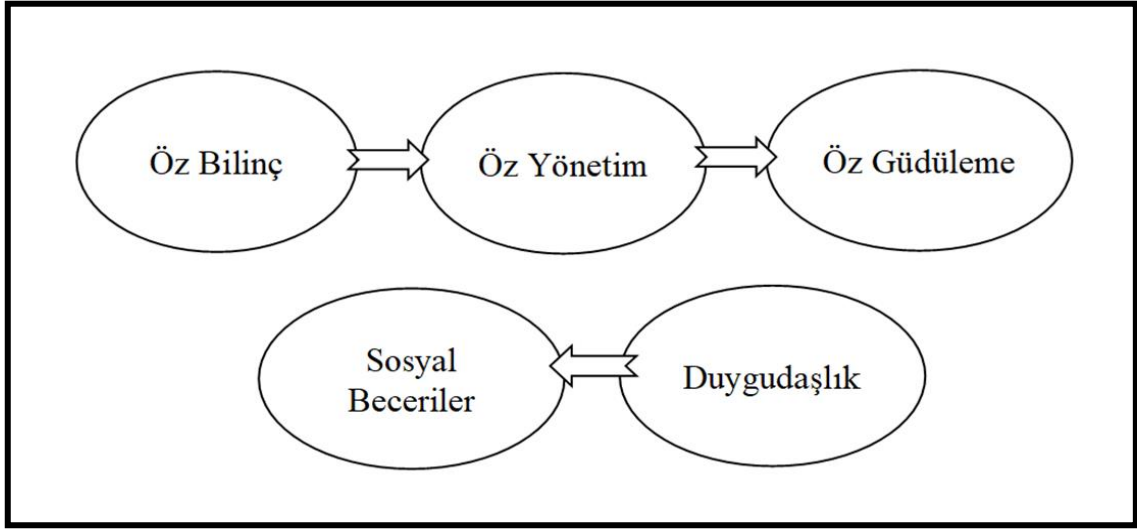 Öz Bilinç
Öz Yönetim
Öz Güdüleme
Sosyal
Beceriler
Duygudaşlık